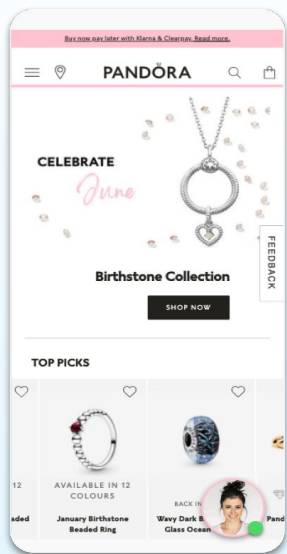 Buy now pay later with Klarna & Clearpay. Read more.
PANDÖRA
CELEBRATE
June
Birthstone Collection
SHOP NOW
FEEDBACK
TOP PICKS
12
AVAILABLE IN 12
COLOURS
BACK IN
January Birthstone
Beaded Ring
Wavy Dark
Glass Ocean